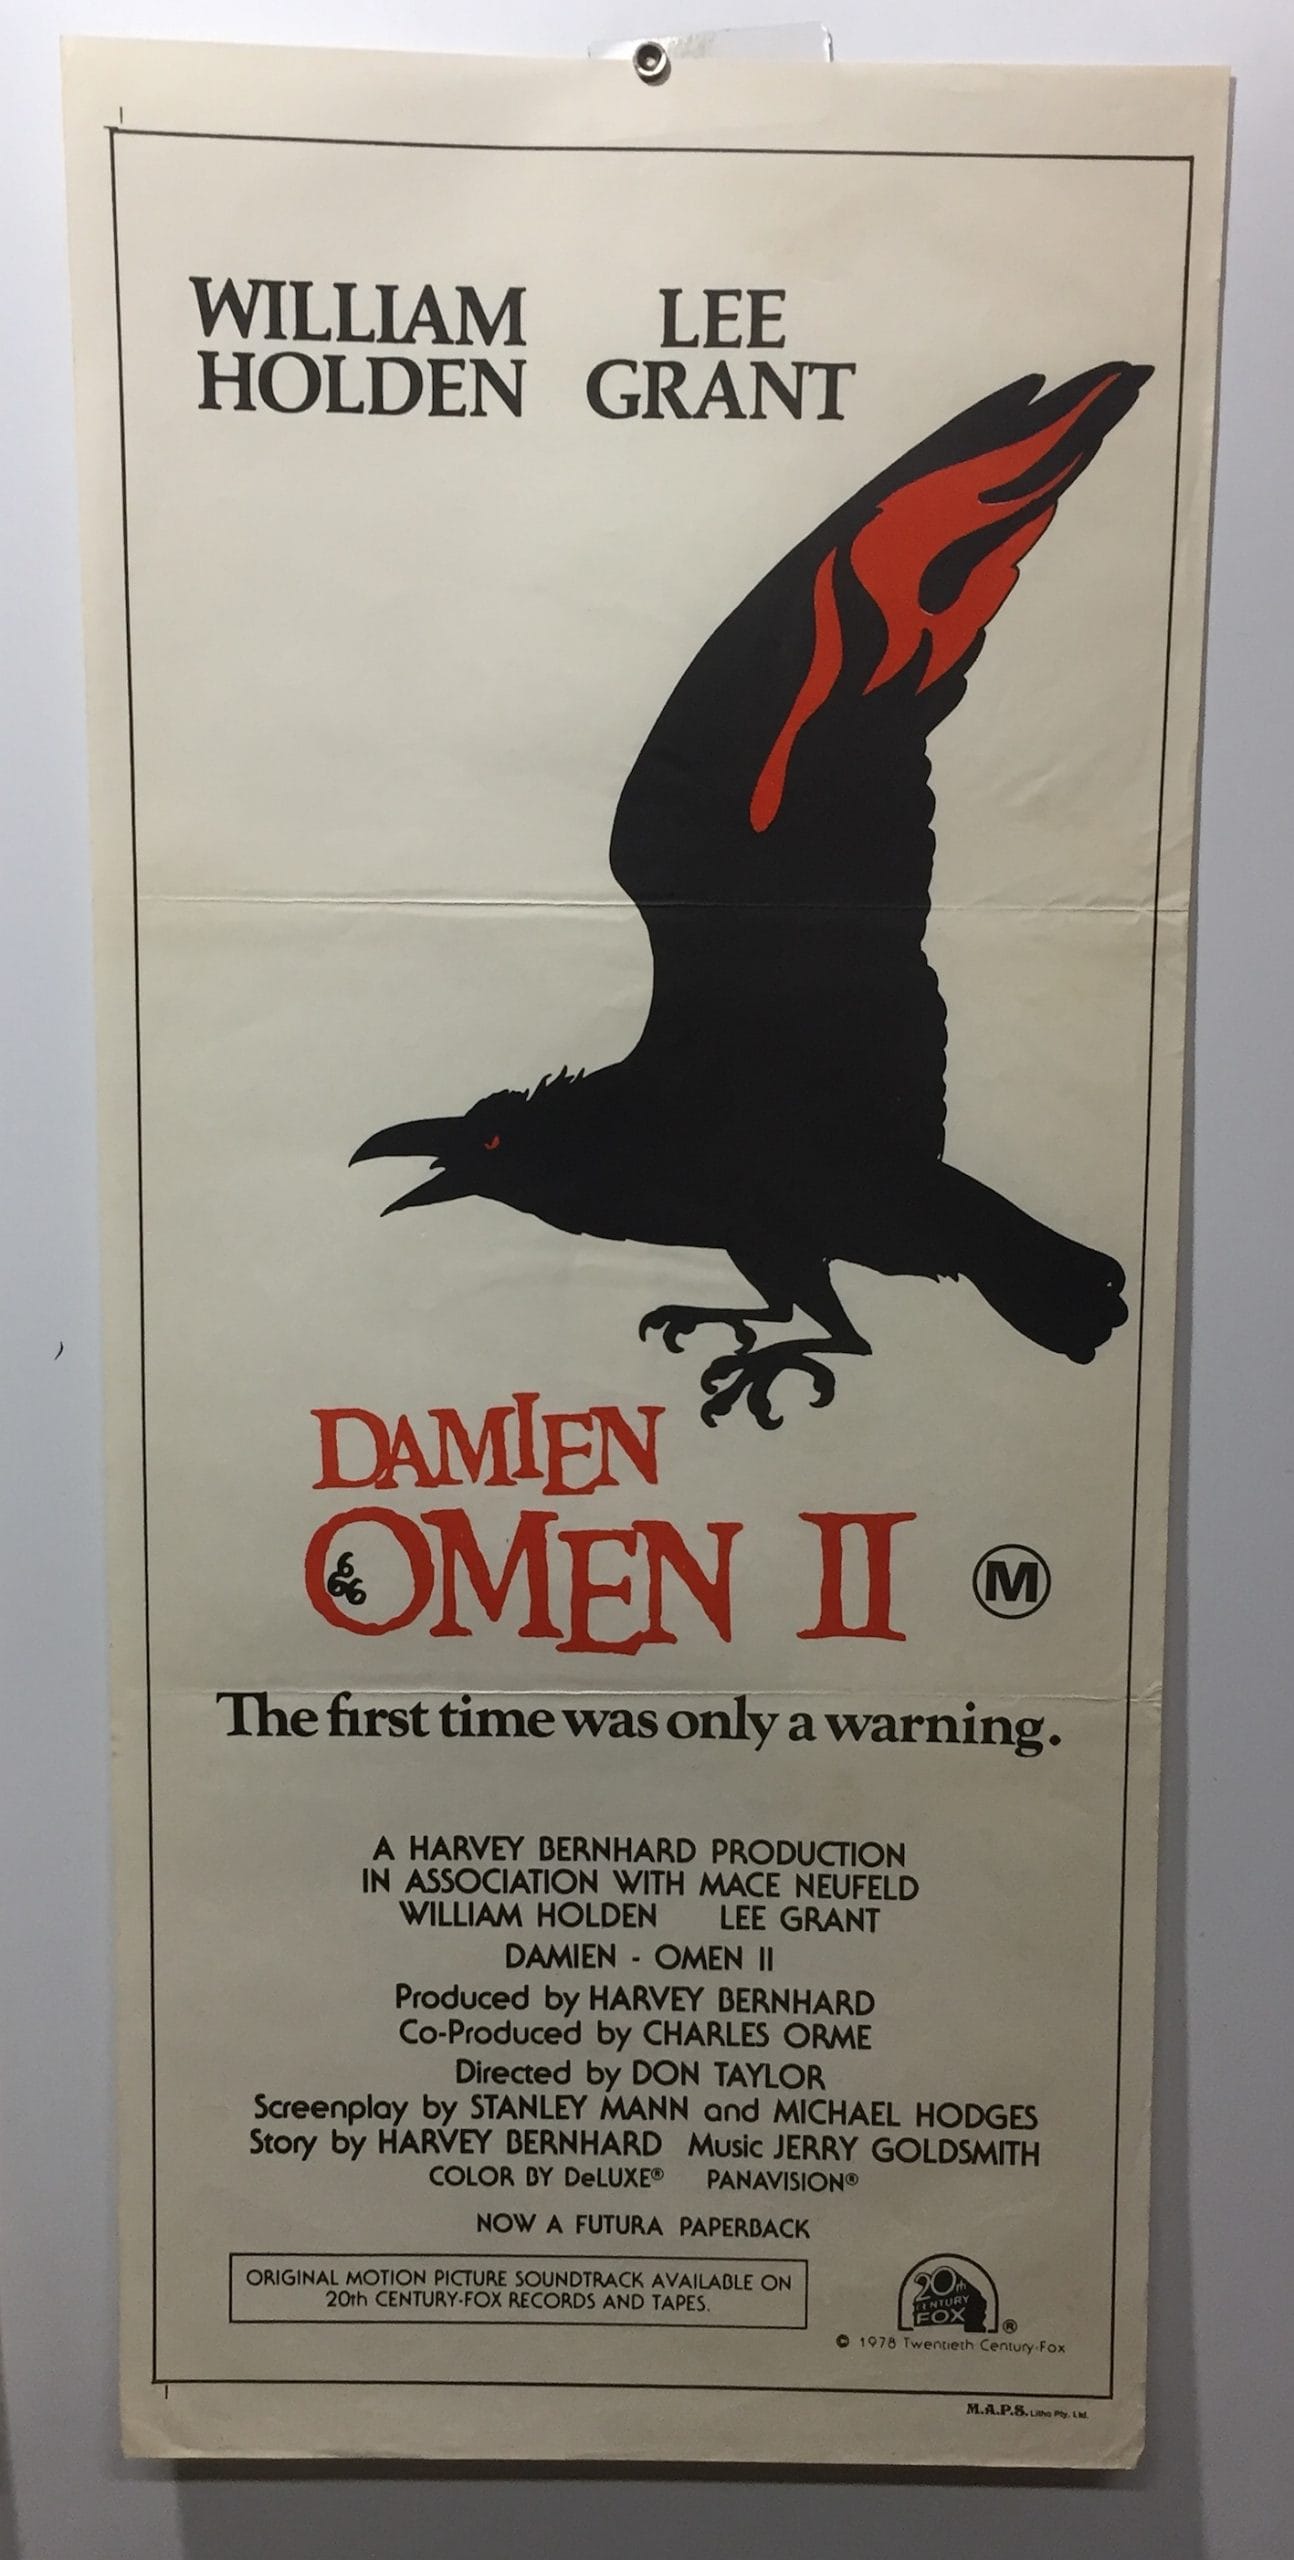 WILLIAM LEE
HOLDEN GRANT
DAMIEN
OMEN II
666
M
The first time was only a warning.
A HARVEY BERNHARD PRODUCTION
IN ASSOCIATION WITH MACE NEUFELD
WILLIAM HOLDEN LEE GRANT
DAMIEN - OMEN II
Produced by HARVEY BERNHARD
Co-Produced by CHARLES ORME
Directed by DON TAYLOR
Screenplay by STANLEY MANN and MICHAEL HODGES
Story by HARVEY BERNHARD Music JERRY GOLDSMITH
COLOR BY DeLUXE® PANAVISION®
NOW A FUTURA PAPERBACK
ORIGINAL MOTION PICTURE SOUNDTRACK AVAILABLE ON
20th CENTURY-FOX RECORDS AND TAPES.
20th
CENTURY
FOX
®
© 1978 Twentieth Century-Fox
M.A.P.S. Litho Pty. Ltd.